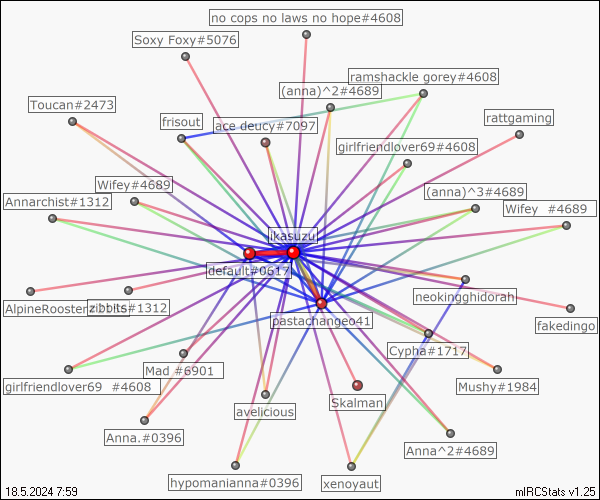 no cops no laws no hope#4608
Soxy Foxy#5076
ramshackle gorey#4608
(anna)^2#4689
Toucan#2473
frisout
ace deucy#7097
rattgaming
girlfriendlover69#4608
Wifey#4689
(anna)^3#4689
Annarchist#1312
Wifey #4689
ikasuzu
default#0617
neokingghidorah
AlpineRooster
zibbits#1312
pastachangeo41
fakedingo
Cypha#1717
Mad #6901
girlfriendlover69 #4608
Mushy#1984
Skalman
avelicious
Anna.#0396
Anna^2#4689
hypomanianna#0396
xenoyaut
18.5.2024 7:59
mIRCStats v1.25